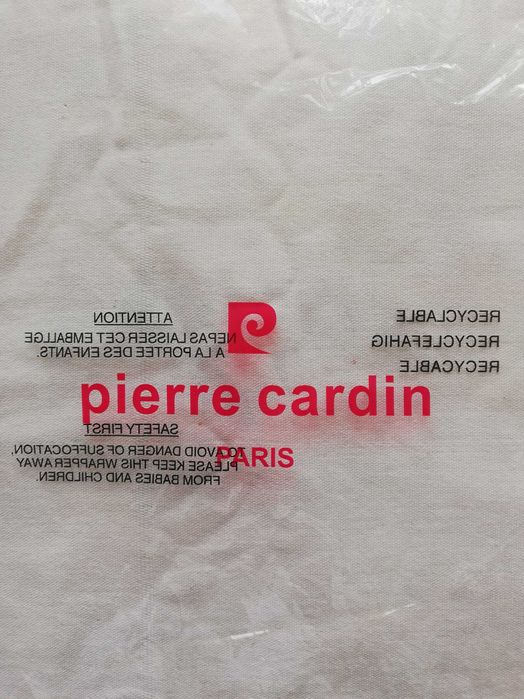 ATTENTION
NEPAS LAISSER CET EMBALLGE
A LA PORTEE DES ENFANTS.
RECYCLABLE
RECYCLEFAHIG
RECYCABLE
pierre cardin
PARIS
SAFETY FIRST
TO AVOID DANGER OF SUFFOCATION,
PLEASE KEEP THIS WRAPPER AWAY
FROM BABIES AND CHILDREN.